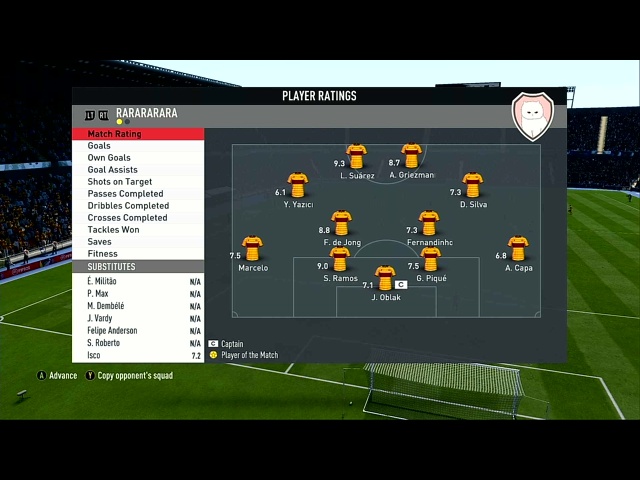 PLAYER RATINGS
LT RT RARARARARA
Match Rating
Goals
Own Goals
Goal Assists
Shots on Target
Passes Completed
Dribbles Completed
Crosses Completed
Tackles Won
Saves
Fitness
SUBSTITUTES
É. Militão N/A
P. Max N/A
M. Dembélé N/A
J. Vardy N/A
Felipe Anderson N/A
S. Roberto N/A
Isco 7.2
9.3 L. Suárez
8.7 A. Griezmann
6.1 Y. Yazıcı
7.3 D. Silva
8.8 F. de Jong
7.3 Fernandinho
7.5 Marcelo
6.8 A. Capa
9.0 S. Ramos
7.5 G. Piqué
7.1 C
J. Oblak
C Captain
Player of the Match
A Advance Y Copy opponent's squad